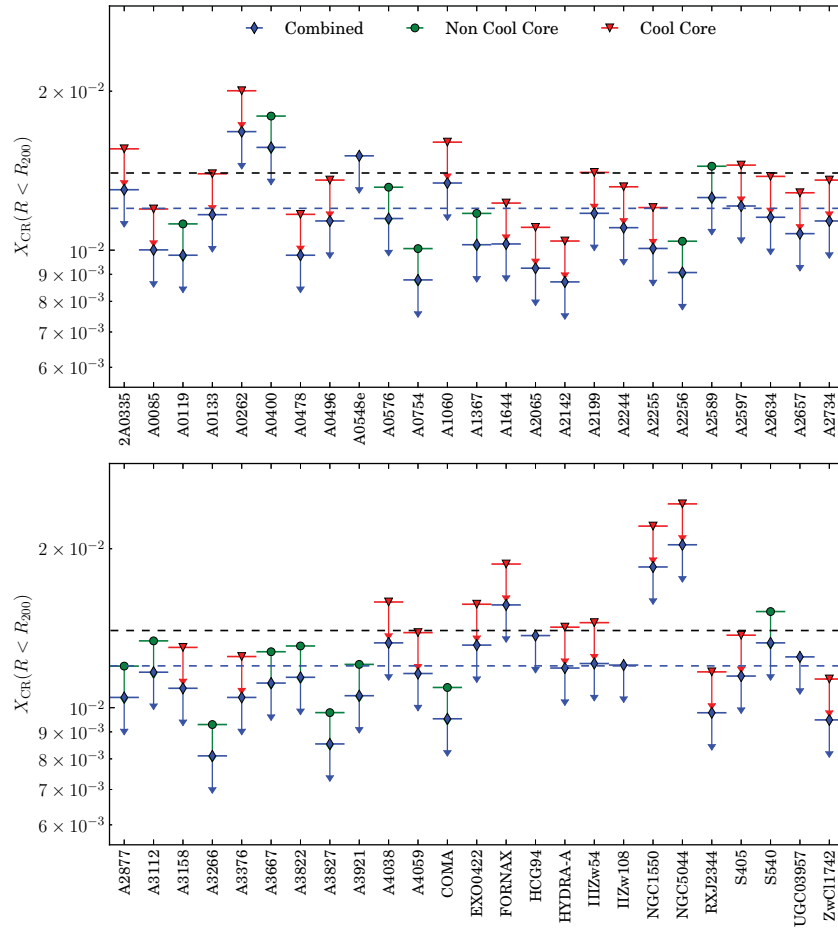 Combined Non Cool Core Cool Core
X_CR(R < R_200)
2 × 10^−2
10^−2
9 × 10^−3
8 × 10^−3
7 × 10^−3
6 × 10^−3
2A0335 A0085 A0119 A0133 A0262 A0400 A0478 A0496 A0548e A0576 A0754 A1060 A1367 A1644 A2065 A2142 A2199 A2244 A2255 A2256 A2589 A2597 A2634 A2657 A2734
X_CR(R < R_200)
2 × 10^−2
10^−2
9 × 10^−3
8 × 10^−3
7 × 10^−3
6 × 10^−3
A2877 A3112 A3158 A3266 A3376 A3667 A3822 A3827 A3921 A4038 A4059 COMA EXO0422 FORNAX HCG94 HYDRA-A IIIZw54 IIZw108 NGC1550 NGC5044 RXJ2344 S405 S540 UGC03957 ZwCl1742